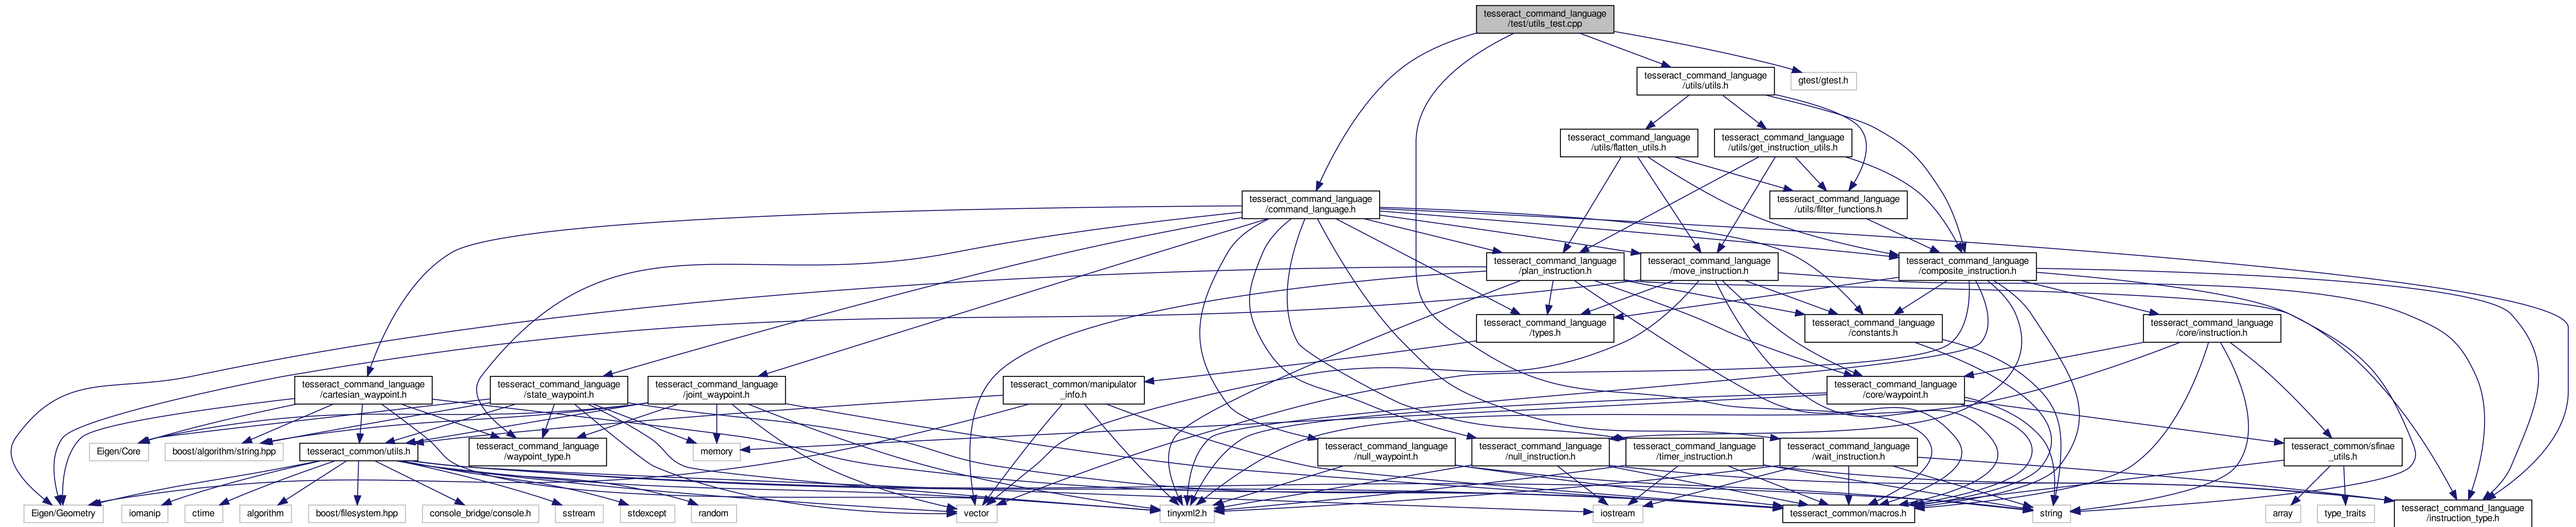 tesseract_command_language
/test/utils_test.cpp
tesseract_command_language
/utils/utils.h
gtest/gtest.h
tesseract_command_language
/utils/flatten_utils.h
tesseract_command_language
/utils/get_instruction_utils.h
tesseract_command_language
/command_language.h
tesseract_command_language
/utils/filter_functions.h
tesseract_command_language
/plan_instruction.h
tesseract_command_language
/move_instruction.h
tesseract_command_language
/composite_instruction.h
tesseract_command_language
/types.h
tesseract_command_language
/constants.h
tesseract_command_language
/core/instruction.h
tesseract_command_language
/cartesian_waypoint.h
tesseract_command_language
/state_waypoint.h
tesseract_command_language
/joint_waypoint.h
tesseract_common/manipulator
_info.h
tesseract_command_language
/core/waypoint.h
Eigen/Core
boost/algorithm/string.hpp
tesseract_common/utils.h
tesseract_command_language
/waypoint_type.h
memory
tesseract_command_language
/null_waypoint.h
tesseract_command_language
/null_instruction.h
tesseract_command_language
/timer_instruction.h
tesseract_command_language
/wait_instruction.h
tesseract_common/sfinae
_utils.h
Eigen/Geometry
iomanip
ctime
algorithm
boost/filesystem.hpp
console_bridge/console.h
sstream
stdexcept
random
vector
tinyxml2.h
iostream
tesseract_common/macros.h
string
array
type_traits
tesseract_command_language
/instruction_type.h